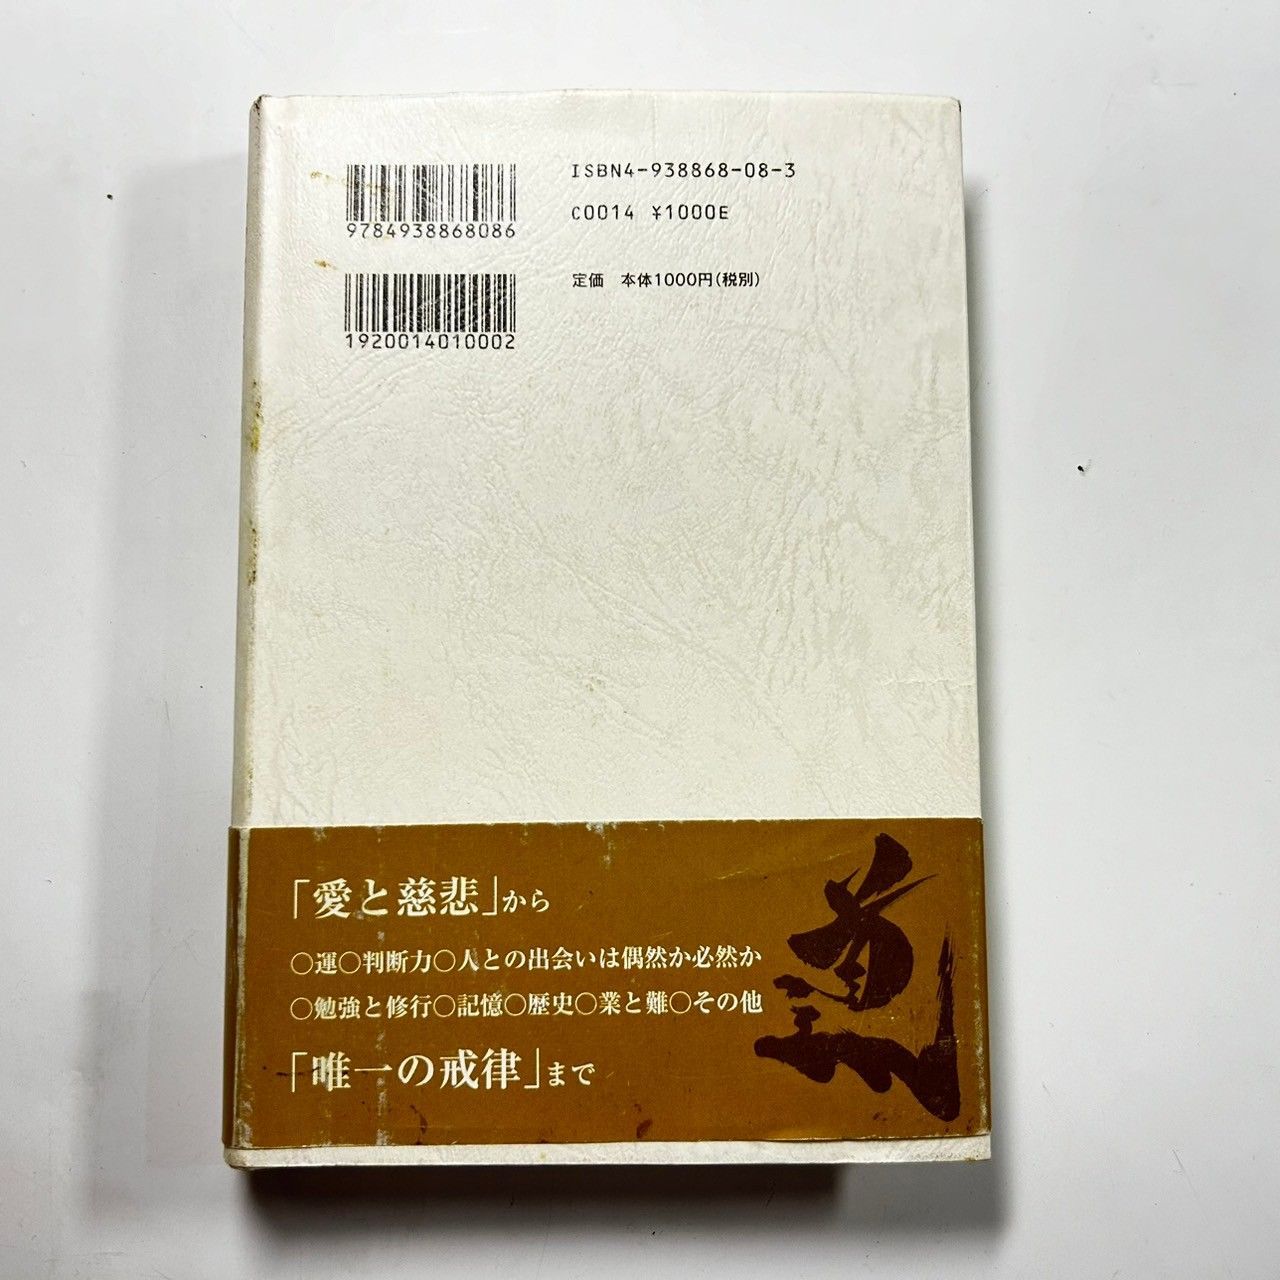 ISBN4-938868-08-3
C0014 ¥1000E
9784938868086
定価 本体1000円(税別)
1920014010002
「愛と慈悲」から
○運○判断力○人との出会いは偶然か必然か
○勉強と修行○記憶○歴史○業と難○その他
「唯一の戒律」まで